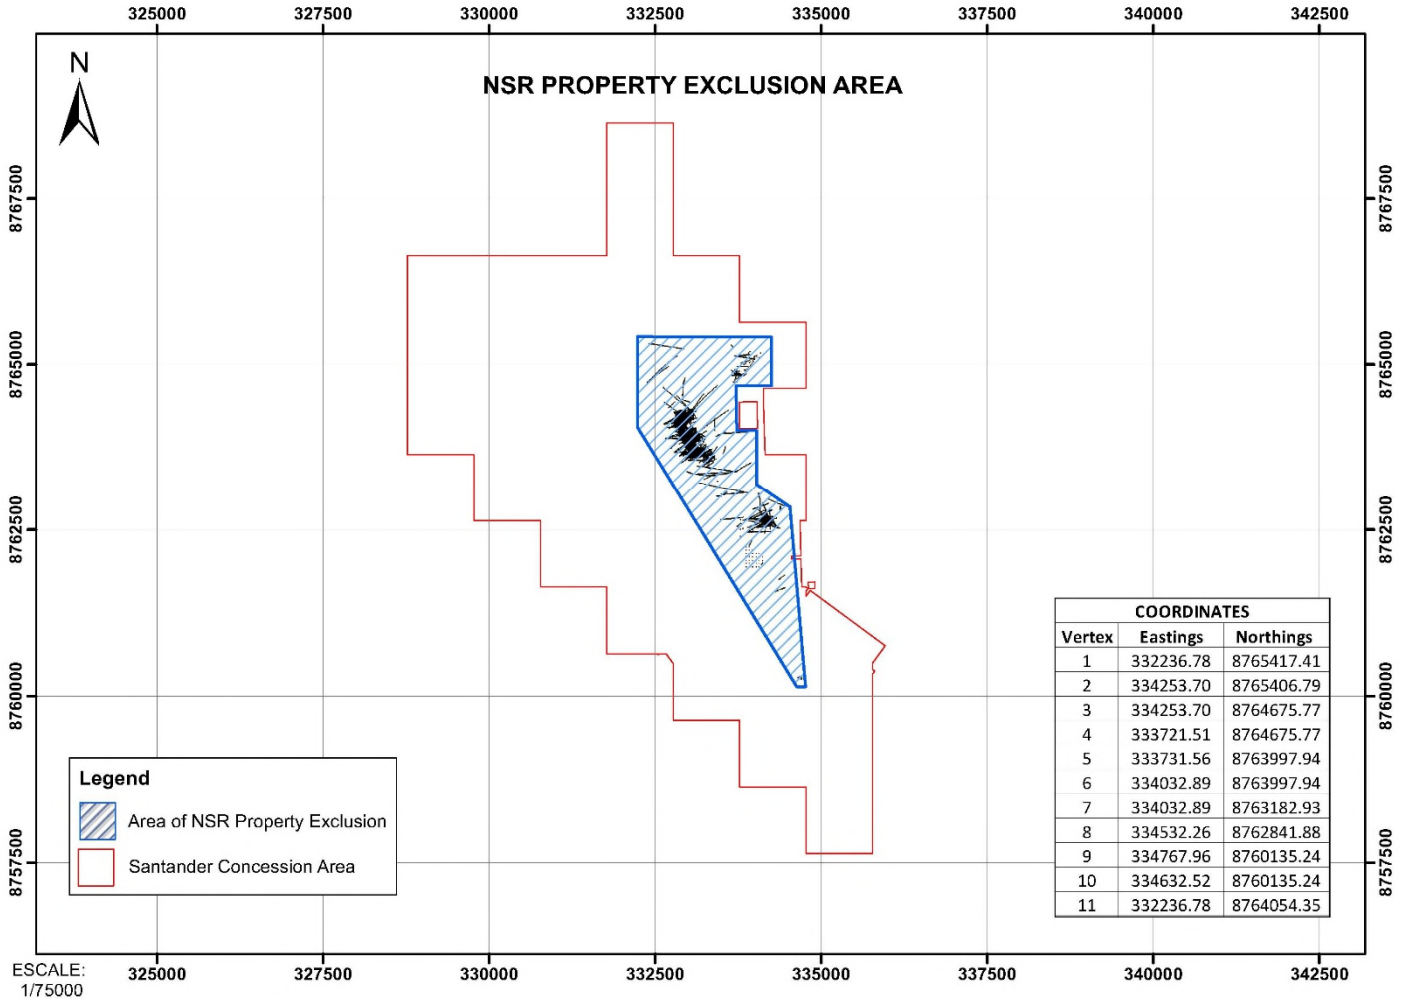 325000 327500 330000 332500 335000 337500 340000 342500
N
NSR PROPERTY EXCLUSION AREA
8767500 8767500
8765000 8765000
8762500 8762500
8760000 8760000
8757500 8757500
COORDINATES
Vertex Eastings Northings
1 332236.78 8765417.41
2 334253.70 8765406.79
3 334253.70 8764675.77
4 333721.51 8764675.77
5 333731.56 8763997.94
6 334032.89 8763997.94
7 334032.89 8763182.93
8 334532.26 8762841.88
9 334767.96 8760135.24
10 334632.52 8760135.24
11 332236.78 8764054.35
Legend
Area of NSR Property Exclusion
Santander Concession Area
325000 327500 330000 332500 335000 337500 340000 342500
ESCALE:
1/75000